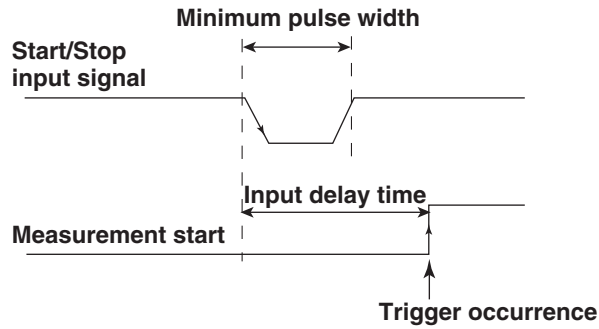 Minimum pulse width
Start/Stop
input signal
Input delay time
Measurement start
Trigger occurrence